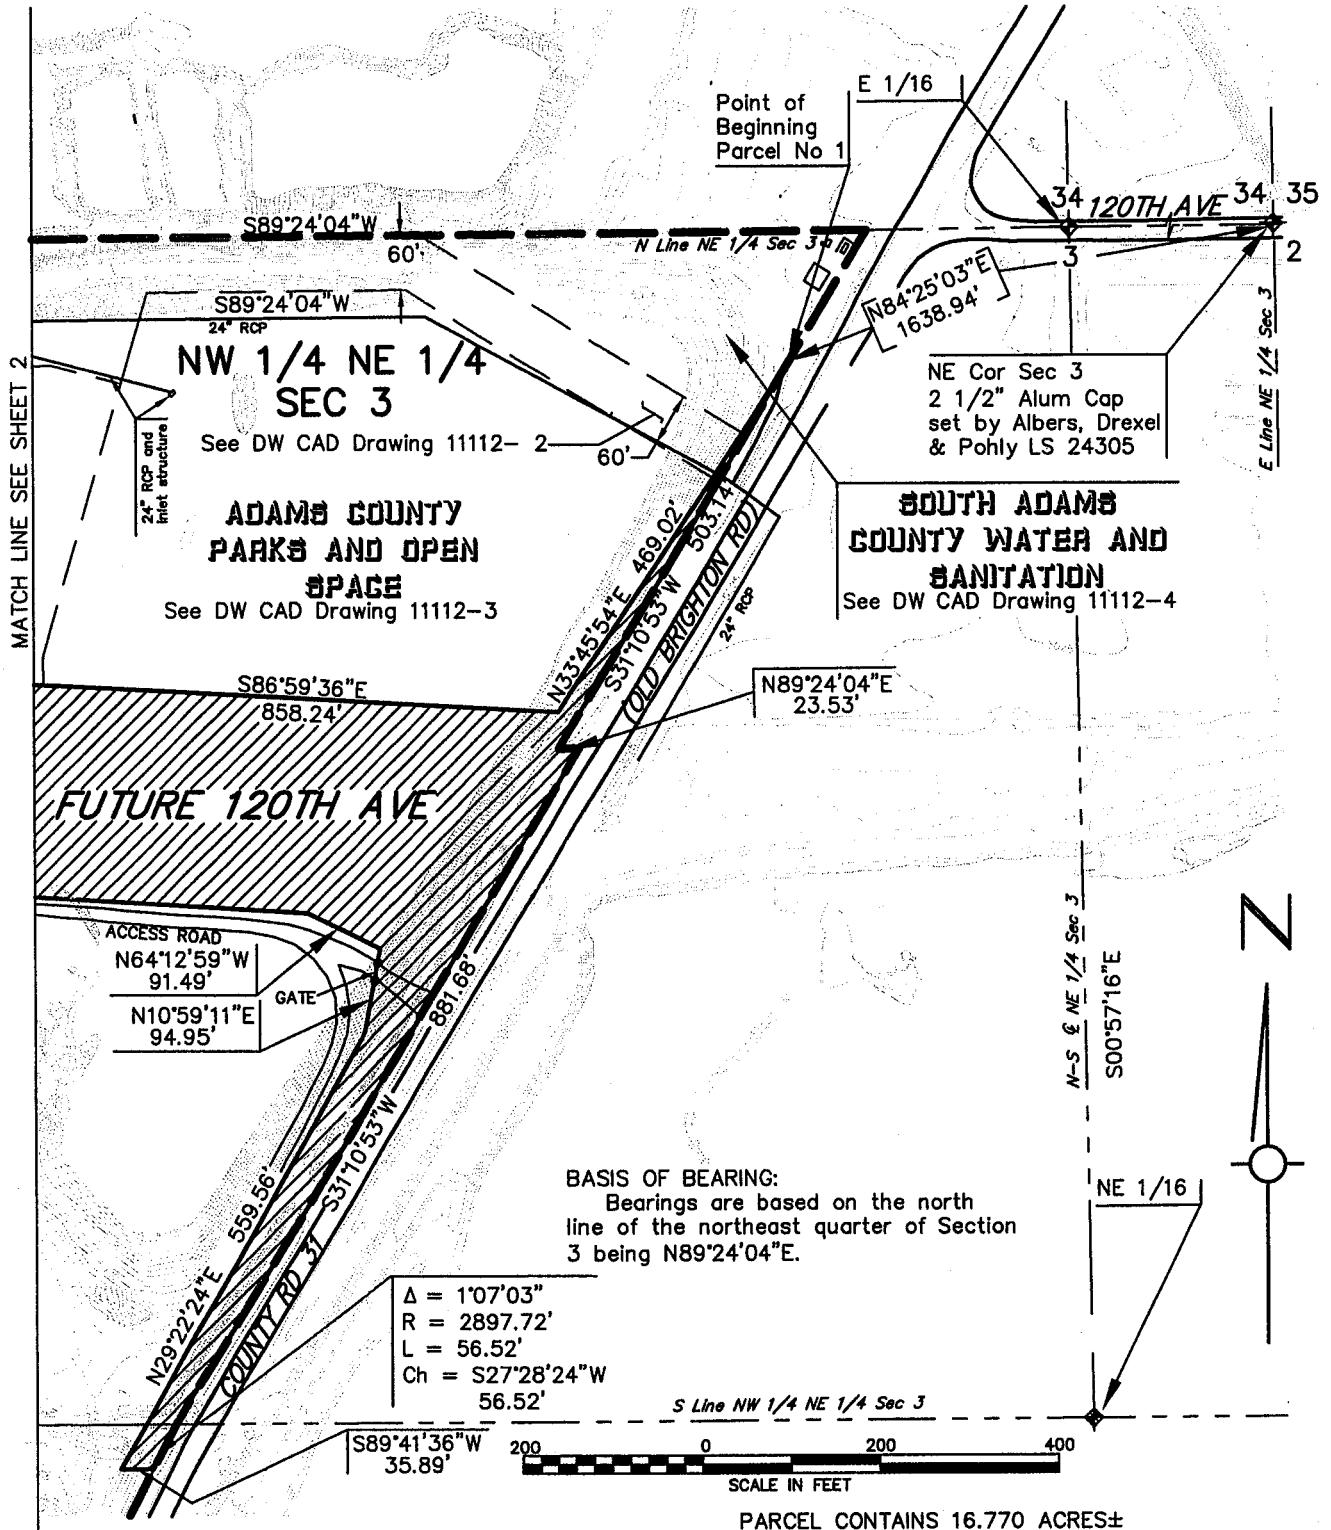 E 1/16
Point of
Beginning
Parcel No 1
34
120TH AVE
34
35
3
2
S89°24'04"W
60'
N Line NE 1/4 Sec 3
N84°25'03"E
1638.94'
E Line NE 1/4 Sec 3
S89°24'04"W
24" RCP
NW 1/4 NE 1/4
SEC 3
See DW CAD Drawing 11112- 2
60'
NE Cor Sec 3
2 1/2" Alum Cap
set by Albers, Drexel
& Pohly LS 24305
MATCH LINE SEE SHEET 2
24" RCP and
inlet structure
ADAMS COUNTY
PARKS AND OPEN
SPACE
See DW CAD Drawing 11112-3
SOUTH ADAMS
COUNTY WATER AND
SANITATION
See DW CAD Drawing 11112-4
N33°45'54"E 469.02'
S31°10'53"W 503.14'
(OLD BRIGHTON RD)
24" RCP
N89°24'04"E
23.53'
S86°59'36"E
858.24'
FUTURE 120TH AVE
ACCESS ROAD
N64°12'59"W
91.49'
GATE
N10°59'11"E
94.95'
881.68'
S31°10'53"W
N-S ℄ NE 1/4 Sec 3
S00°57'16"E
N
BASIS OF BEARING:
Bearings are based on the north
line of the northeast quarter of Section
3 being N89°24'04"E.
NE 1/16
N29°22'24"E 559.56'
COUNTY RD 31
Δ = 1°07'03"
R = 2897.72'
L = 56.52'
Ch = S27°28'24"W
56.52'
S Line NW 1/4 NE 1/4 Sec 3
S89°41'36"W
35.89'
200 0 200 400
SCALE IN FEET
PARCEL CONTAINS 16.770 ACRES±